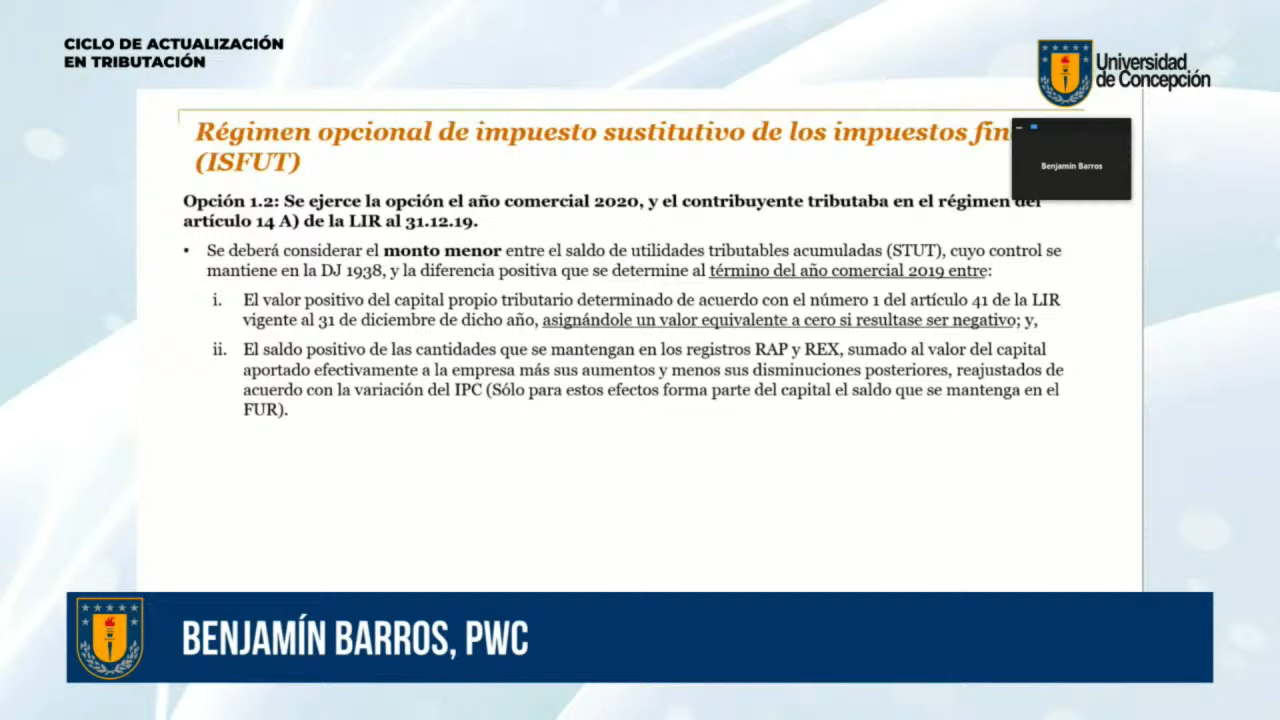 CICLO DE ACTUALIZACIÓN
EN TRIBUTACIÓN
Universidad
de Concepción
Régimen opcional de impuesto sustitutivo de los impuestos fin
(ISFUT)
Benjamín Barros
Opción 1.2: Se ejerce la opción el año comercial 2020, y el contribuyente tributaba en el régimen del
artículo 14 A) de la LIR al 31.12.19.
• Se deberá considerar el monto menor entre el saldo de utilidades tributables acumuladas (STUT), cuyo control se
mantiene en la DJ 1938, y la diferencia positiva que se determine al término del año comercial 2019 entre:
i. El valor positivo del capital propio tributario determinado de acuerdo con el número 1 del artículo 41 de la LIR
vigente al 31 de diciembre de dicho año, asignándole un valor equivalente a cero si resultase ser negativo; y,
ii. El saldo positivo de las cantidades que se mantengan en los registros RAP y REX, sumado al valor del capital
aportado efectivamente a la empresa más sus aumentos y menos sus disminuciones posteriores, reajustados de
acuerdo con la variación del IPC (Sólo para estos efectos forma parte del capital el saldo que se mantenga en el
FUR).
BENJAMÍN BARROS, PWC